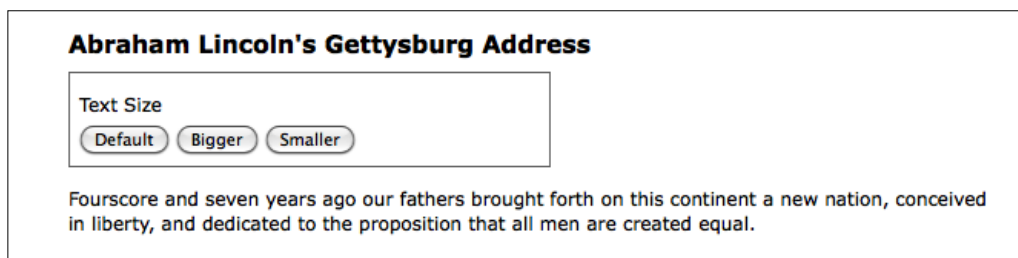 Abraham Lincoln's Gettysburg Address
Text Size
Default Bigger Smaller
Fourscore and seven years ago our fathers brought forth on this continent a new nation, conceived
in liberty, and dedicated to the proposition that all men are created equal.